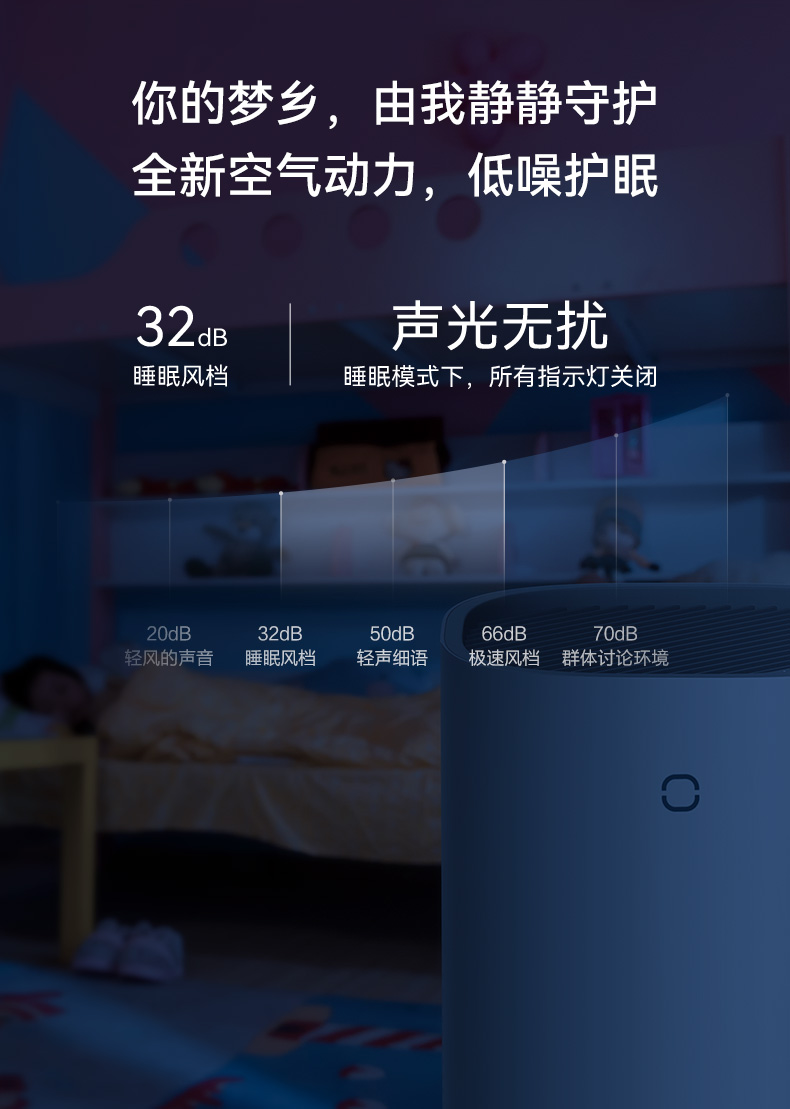 你的梦乡，由我静静守护
全新空气动力，低噪护眠
32dB
睡眠风档
声光无扰
睡眠模式下，所有指示灯关闭
20dB
轻风的声音
32dB
睡眠风档
50dB
轻声细语
66dB
极速风档
70dB
群体讨论环境